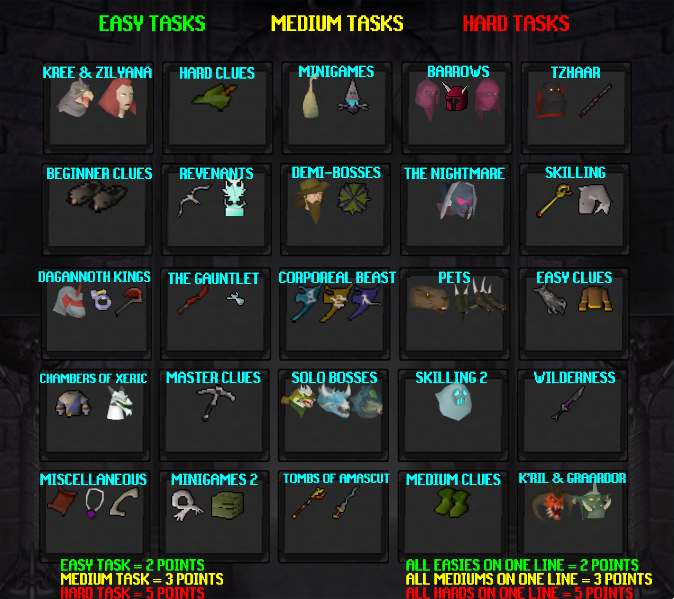 EASY TASKS MEDIUM TASKS HARD TASKS
KREE & ZILYANA HARD CLUES MINIGAMES BARROWS TZHAAR
BEGINNER CLUES REVENANTS DEMI-BOSSES THE NIGHTMARE SKILLING
DAGANNOTH KINGS THE GAUNTLET CORPOREAL BEAST PETS EASY CLUES
CHAMBERS OF XERIC MASTER CLUES SOLO BOSSES SKILLING 2 WILDERNESS
MISCELLANEOUS MINIGAMES 2 TOMBS OF AMASCUT MEDIUM CLUES K'RIL & GRAARDOR
EASY TASK = 2 POINTS ALL EASIES ON ONE LINE = 2 POINTS
MEDIUM TASK = 3 POINTS ALL MEDIUMS ON ONE LINE = 3 POINTS
HARD TASK = 5 POINTS ALL HARDS ON ONE LINE = 5 POINTS